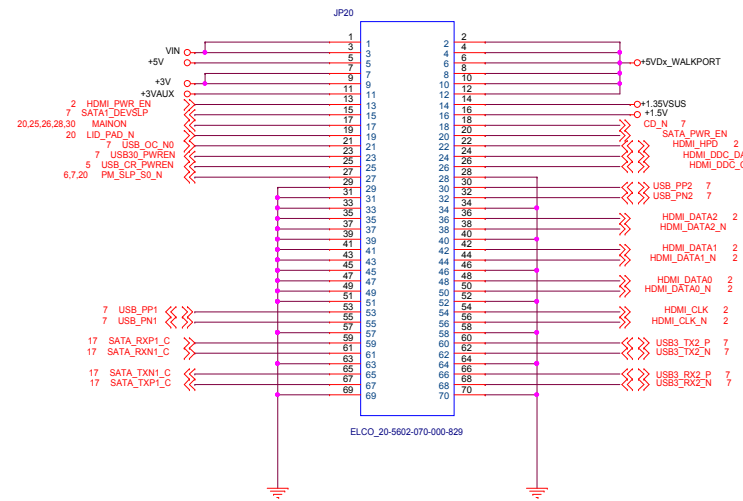 JP20
1 1 2 2
VIN 3 3 4 4
+5V 5 5 6 6 +5VDx_WALKPORT
7 7 8 8
+3V 9 9 10 10
+3VAUX 11 11 12 12
2 HDMI_PWR_EN 13 13 14 14 +1.35VSUS
7 SATA1_DEVSLP 15 15 16 16 +1.5V
20,25,26,28,30 MAINON 17 17 18 18 CD_N 7
20 LID_PAD_N 19 19 20 20 SATA_PWR_EN
7 USB_OC_N0 21 21 22 22 HDMI_HPD 2
7 USB30_PWREN 23 23 24 24 HDMI_DDC_DA
5 USB_CR_PWREN 25 25 26 26 HDMI_DDC_C
6,7,20 PM_SLP_S0_N 27 27 28 28
29 29 30 30 USB_PP2 7
31 31 32 32 USB_PN2 7
33 33 34 34
35 35 36 36 HDMI_DATA2 2
37 37 38 38 HDMI_DATA2_N
39 39 40 40
41 41 42 42 HDMI_DATA1 2
43 43 44 44 HDMI_DATA1_N 2
45 45 46 46
47 47 48 48 HDMI_DATA0 2
49 49 50 50 HDMI_DATA0_N 2
51 51 52 52
7 USB_PP1 53 53 54 54 HDMI_CLK 2
7 USB_PN1 55 55 56 56 HDMI_CLK_N 2
57 57 58 58
17 SATA_RXP1_C 59 59 60 60 USB3_TX2_P 7
17 SATA_RXN1_C 61 61 62 62 USB3_TX2_N 7
63 63 64 64
17 SATA_TXN1_C 65 65 66 66 USB3_RX2_P 7
17 SATA_TXP1_C 67 67 68 68 USB3_RX2_N 7
69 69 70 70
ELCO_20-5602-070-000-829